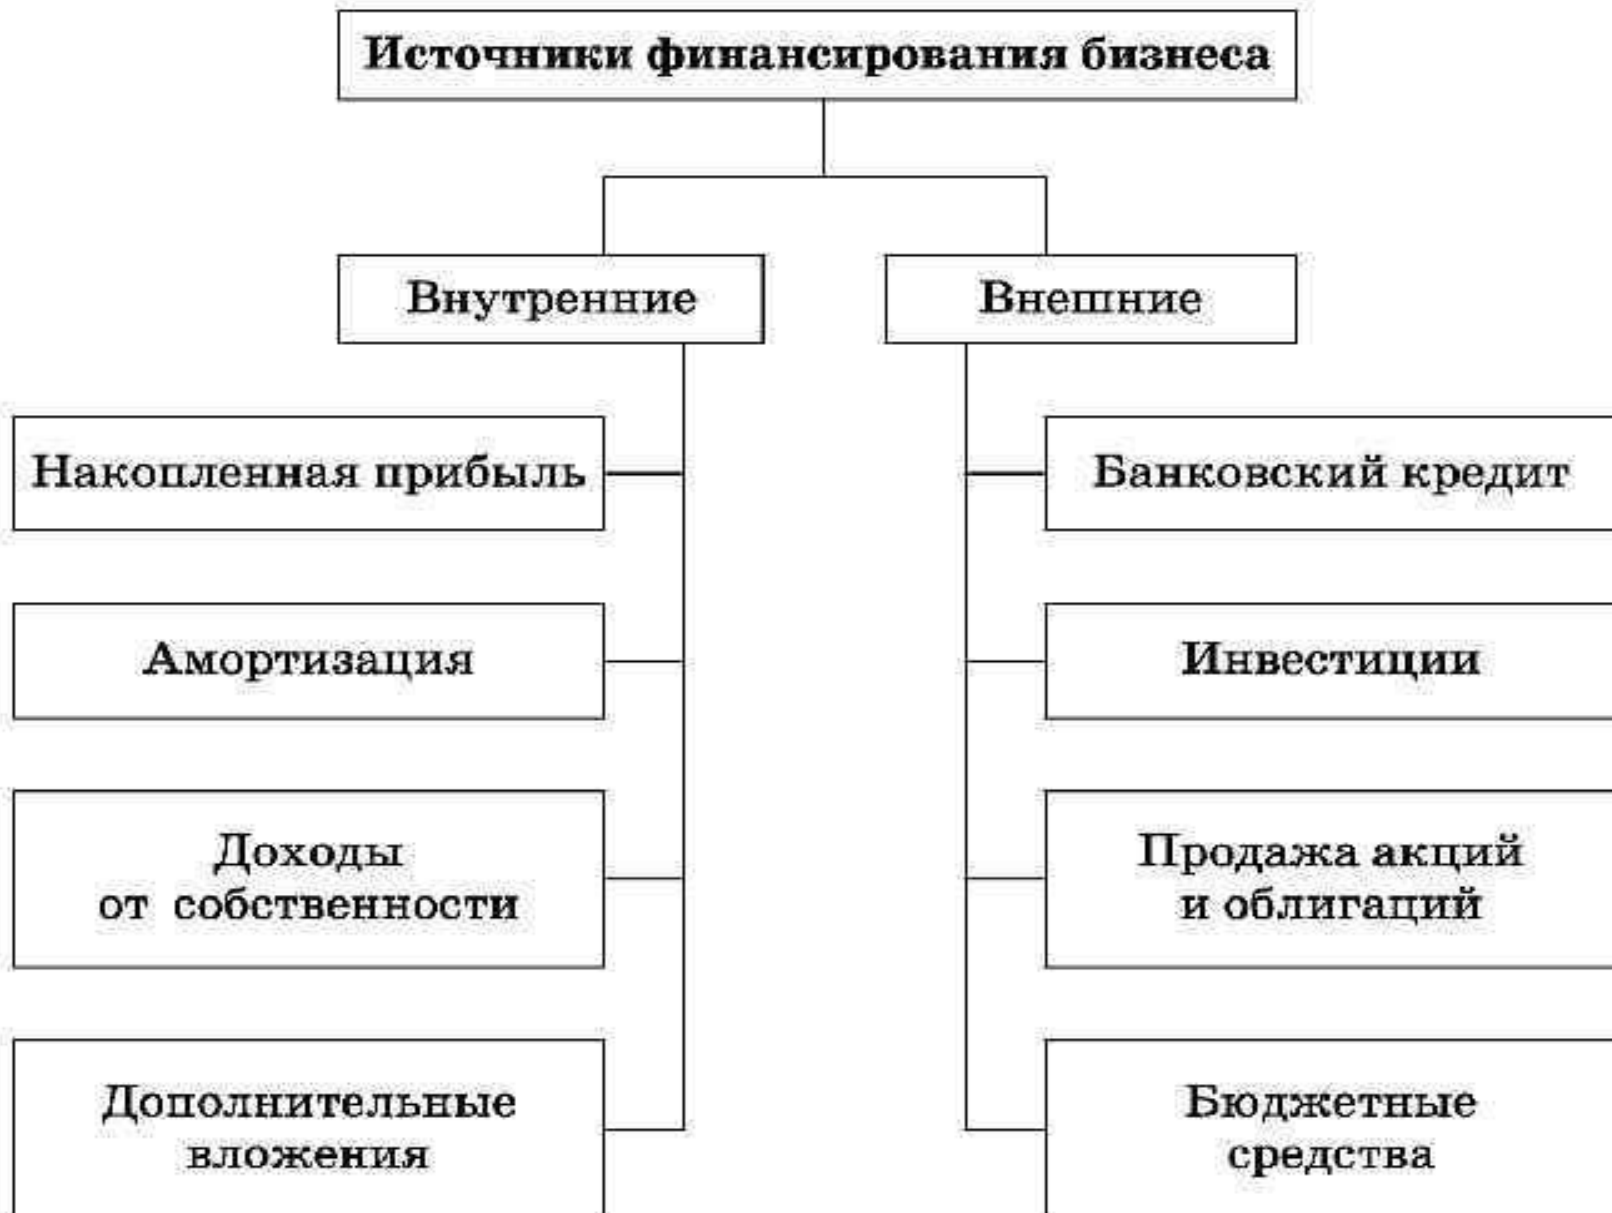 Источники финансирования бизнеса
Внутренние
Внешние
Накопленная прибыль
Банковский кредит
Амортизация
Инвестиции
Доходы
от собственности
Продажа акций
и облигаций
Дополнительные
вложения
Бюджетные
средства